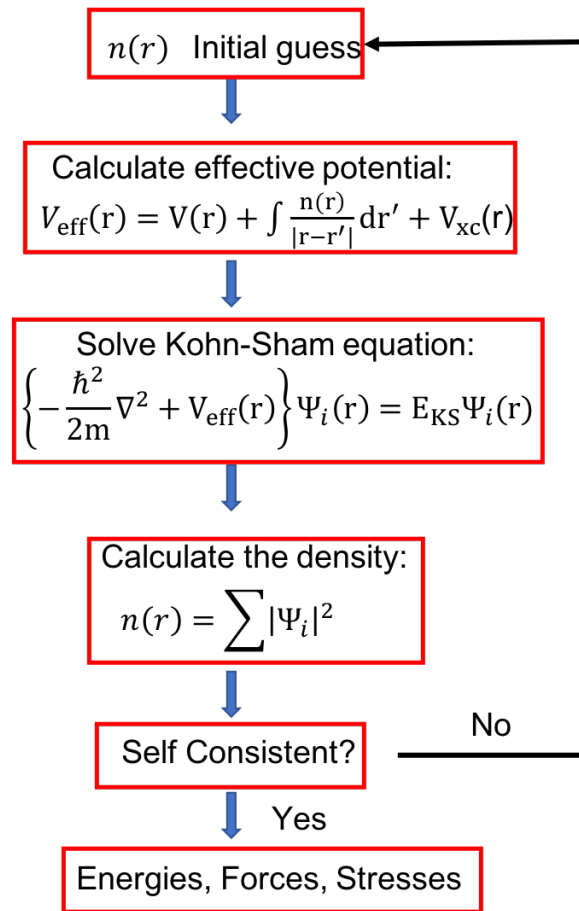 n(r) Initial guess
Calculate effective potential:
V_eff(r) = V(r) + ∫ n(r)/|r−r′| dr′ + V_xc(r)
Solve Kohn-Sham equation:
{−ℏ²/2m ∇² + V_eff(r)} Ψ_i(r) = E_KS Ψ_i(r)
Calculate the density:
n(r) = ∑|Ψ_i|²
Self Consistent?
No
Yes
Energies, Forces, Stresses